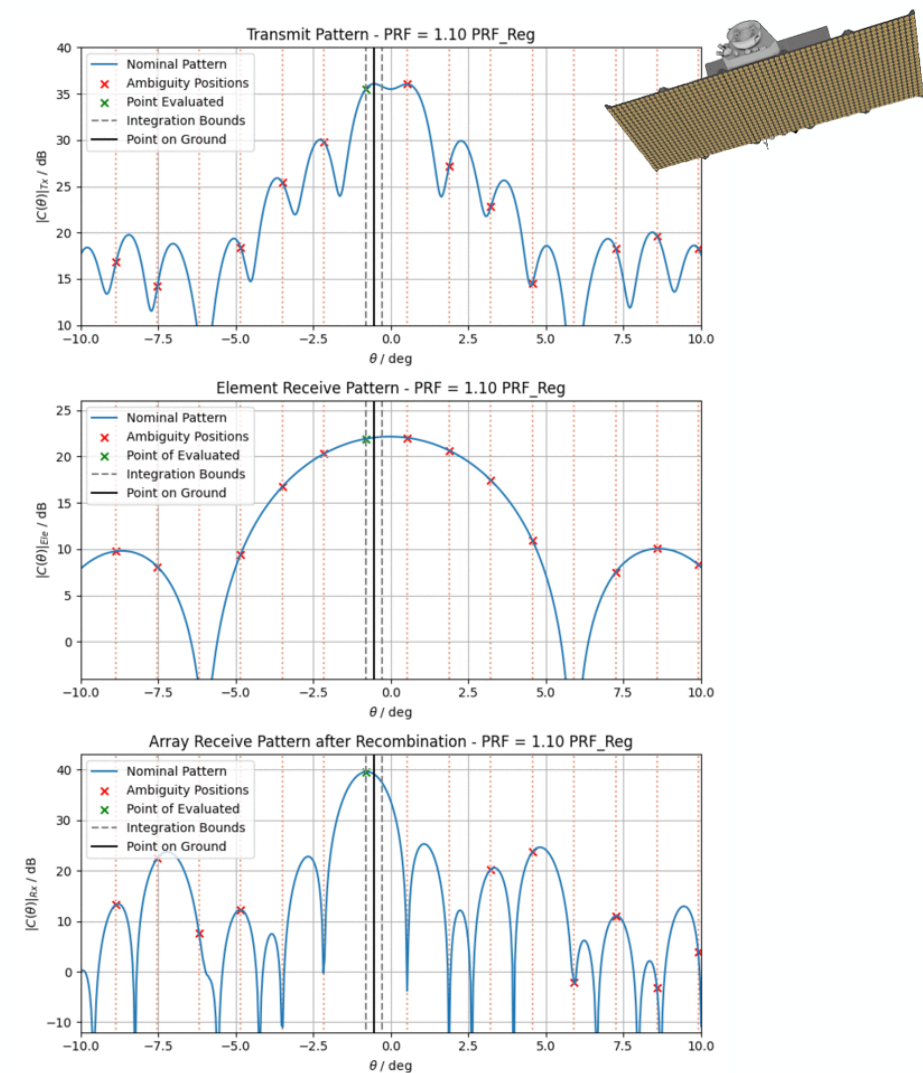 Transmit Pattern - PRF = 1.10 PRF_Reg
40
35
30
25
20
15
10
|C(θ)|Tx / dB
Nominal Pattern
Ambiguity Positions
Point Evaluated
Integration Bounds
Point on Ground
−10.0 −7.5 −5.0 −2.5 0.0 2.5 5.0 7.5 10.0
θ / deg
Element Receive Pattern - PRF = 1.10 PRF_Reg
25
20
15
10
5
0
|C(θ)|Ele / dB
Nominal Pattern
Ambiguity Positions
Point of Evaluated
Integration Bounds
Point on Ground
−10.0 −7.5 −5.0 −2.5 0.0 2.5 5.0 7.5 10.0
θ / deg
Array Receive Pattern after Recombination - PRF = 1.10 PRF_Reg
40
30
20
10
0
−10
|C(θ)|Rx / dB
Nominal Pattern
Ambiguity Positions
Point of Evaluated
Integration Bounds
Point on Ground
−10.0 −7.5 −5.0 −2.5 0.0 2.5 5.0 7.5 10.0
θ / deg